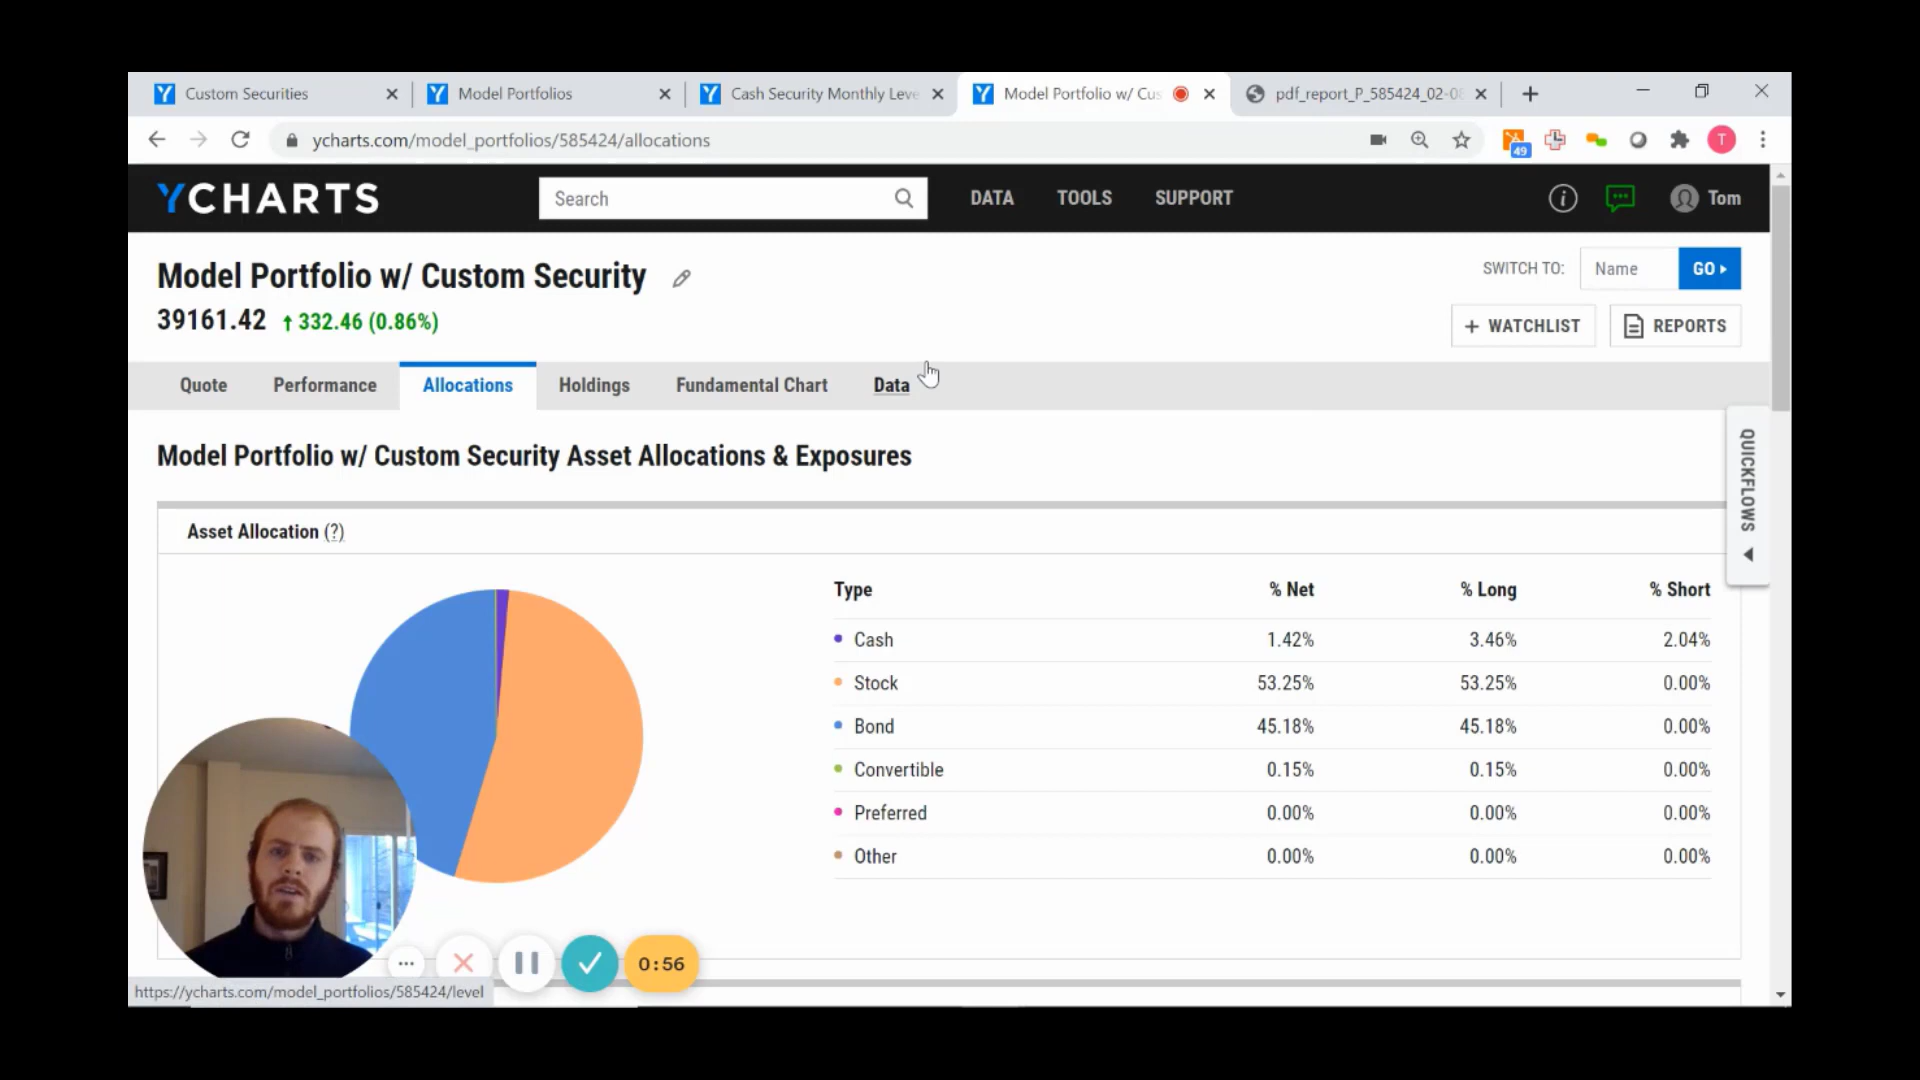 Custom Securities
Model Portfolios
Cash Security Monthly Leve
Model Portfolio w/ Cus
pdf_report_P_585424_02-08
ycharts.com/model_portfolios/585424/allocations
49
T
YCHARTS
Search
DATA
TOOLS
SUPPORT
Tom
Model Portfolio w/ Custom Security
SWITCH TO:
Name
GO
39161.42 332.46 (0.86%)
+ WATCHLIST
REPORTS
Quote
Performance
Allocations
Holdings
Fundamental Chart
Data
QUICKFLOWS
Model Portfolio w/ Custom Security Asset Allocations & Exposures
Asset Allocation (?)
Type % Net % Long % Short
Cash 1.42% 3.46% 2.04%
Stock 53.25% 53.25% 0.00%
Bond 45.18% 45.18% 0.00%
Convertible 0.15% 0.15% 0.00%
Preferred 0.00% 0.00% 0.00%
Other 0.00% 0.00% 0.00%
0:56
https://ycharts.com/model_portfolios/585424/level